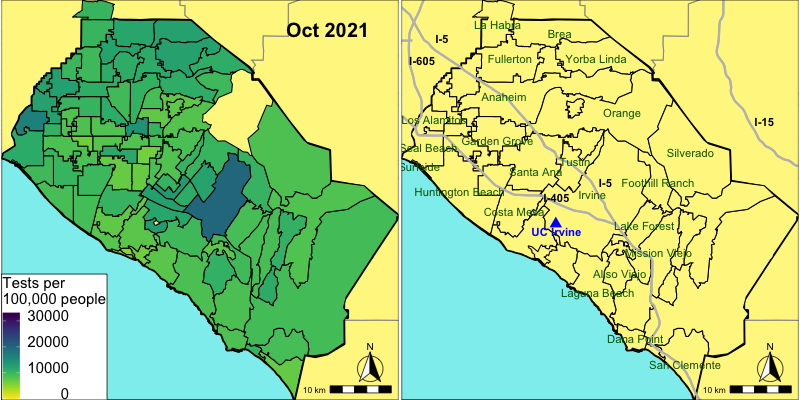 Oct 2021
Tests per
100,000 people
30000
20000
10000
0
N
10 km
La Habra
Brea
I-5
I-605
Fullerton
Yorba Linda
Anaheim
Orange
I-15
Los Alamitos
Garden Grove
Seal Beach
Silverado
Sunside
Tustin
Santa Ana
I-5
Foothill Ranch
Huntington Beach
I-405
Irvine
Costa Mesa
UC Irvine
Lake Forest
Mission Viejo
Aliso Viejo
Laguna Beach
Dana Point
San Clemente
N
10 km